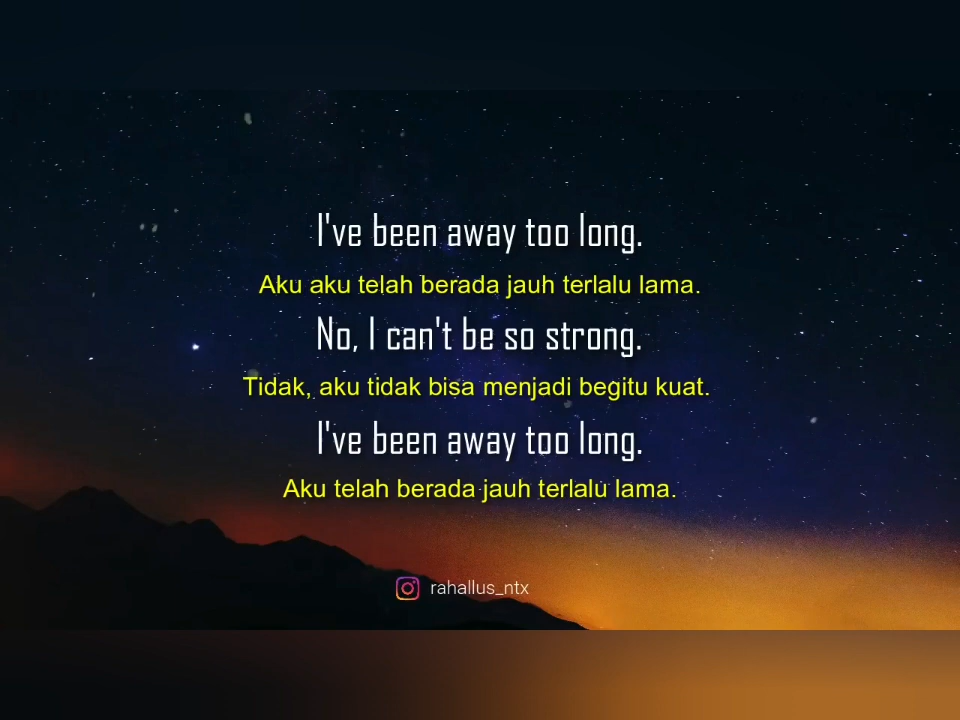 I've been away too long.
Aku aku telah berada jauh terlalu lama.
No, I can't be so strong.
Tidak, aku tidak bisa menjadi begitu kuat.
I've been away too long.
Aku telah berada jauh terlalu lama.
rahallus_ntx